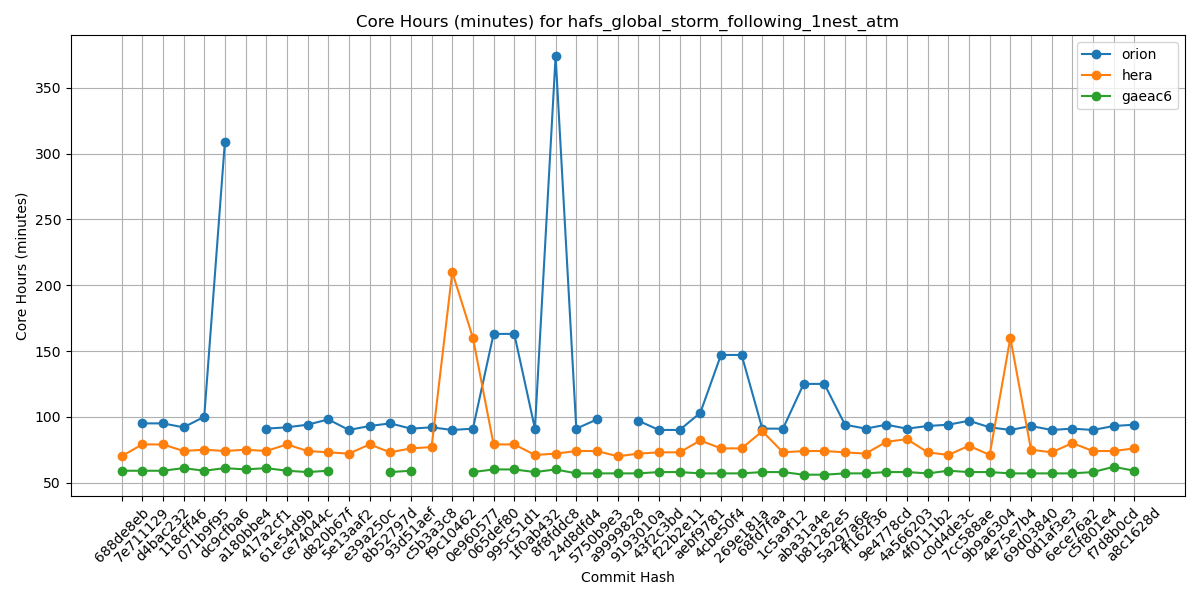 Core Hours (minutes) for hafs_global_storm_following_1nest_atm
orion
hera
gaeac6
Core Hours (minutes)
350
300
250
200
150
100
50
688de8eb
7e711129
d4bac232
118cff46
071b9f95
dc9cfba6
a180bbe4
417a2cf1
61e54d9b
ce74044c
d820b67f
5e13aaf2
e39a250c
8b52797d
93d51aef
c5b3a3c8
f9c10462
0e960577
065def80
995c51d1
1f0ab432
8f8fddc8
24d8dfd4
5750b9e3
a9999828
9193010a
43f253bd
f22b2e11
aebf9781
4cbe50f4
269e181a
68fd7faa
1c5a9f12
aba31a4e
b81282e5
5a297a6e
ff162f36
9e4778cd
4a566203
4f011b2
c0d4de3c
7cc588ae
9b9a6304
4e75e7b4
69d03840
0d1af3e3
6ece76a2
c5f801e4
f7d8b0cd
a8c1628d
Commit Hash